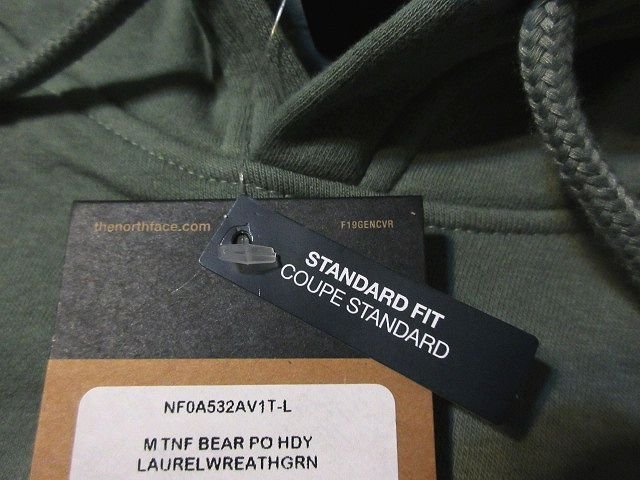 thenorthface.com
F19GENCVR
STANDARD FIT
COUPE STANDARD
NF0A532AV1T-L
M TNF BEAR PO HDY
LAURELWREATHGRN